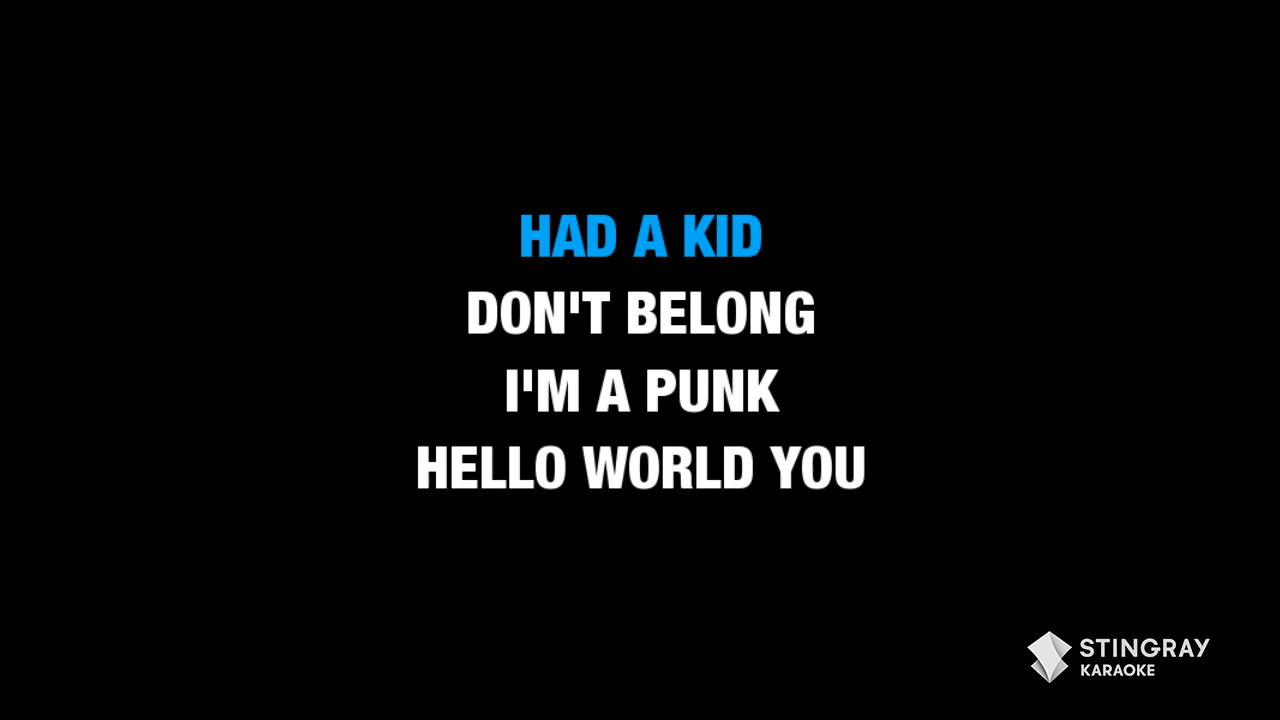 HAD A KID
DON'T BELONG
I'M A PUNK
HELLO WORLD YOU
STINGRAY
KARAOKE